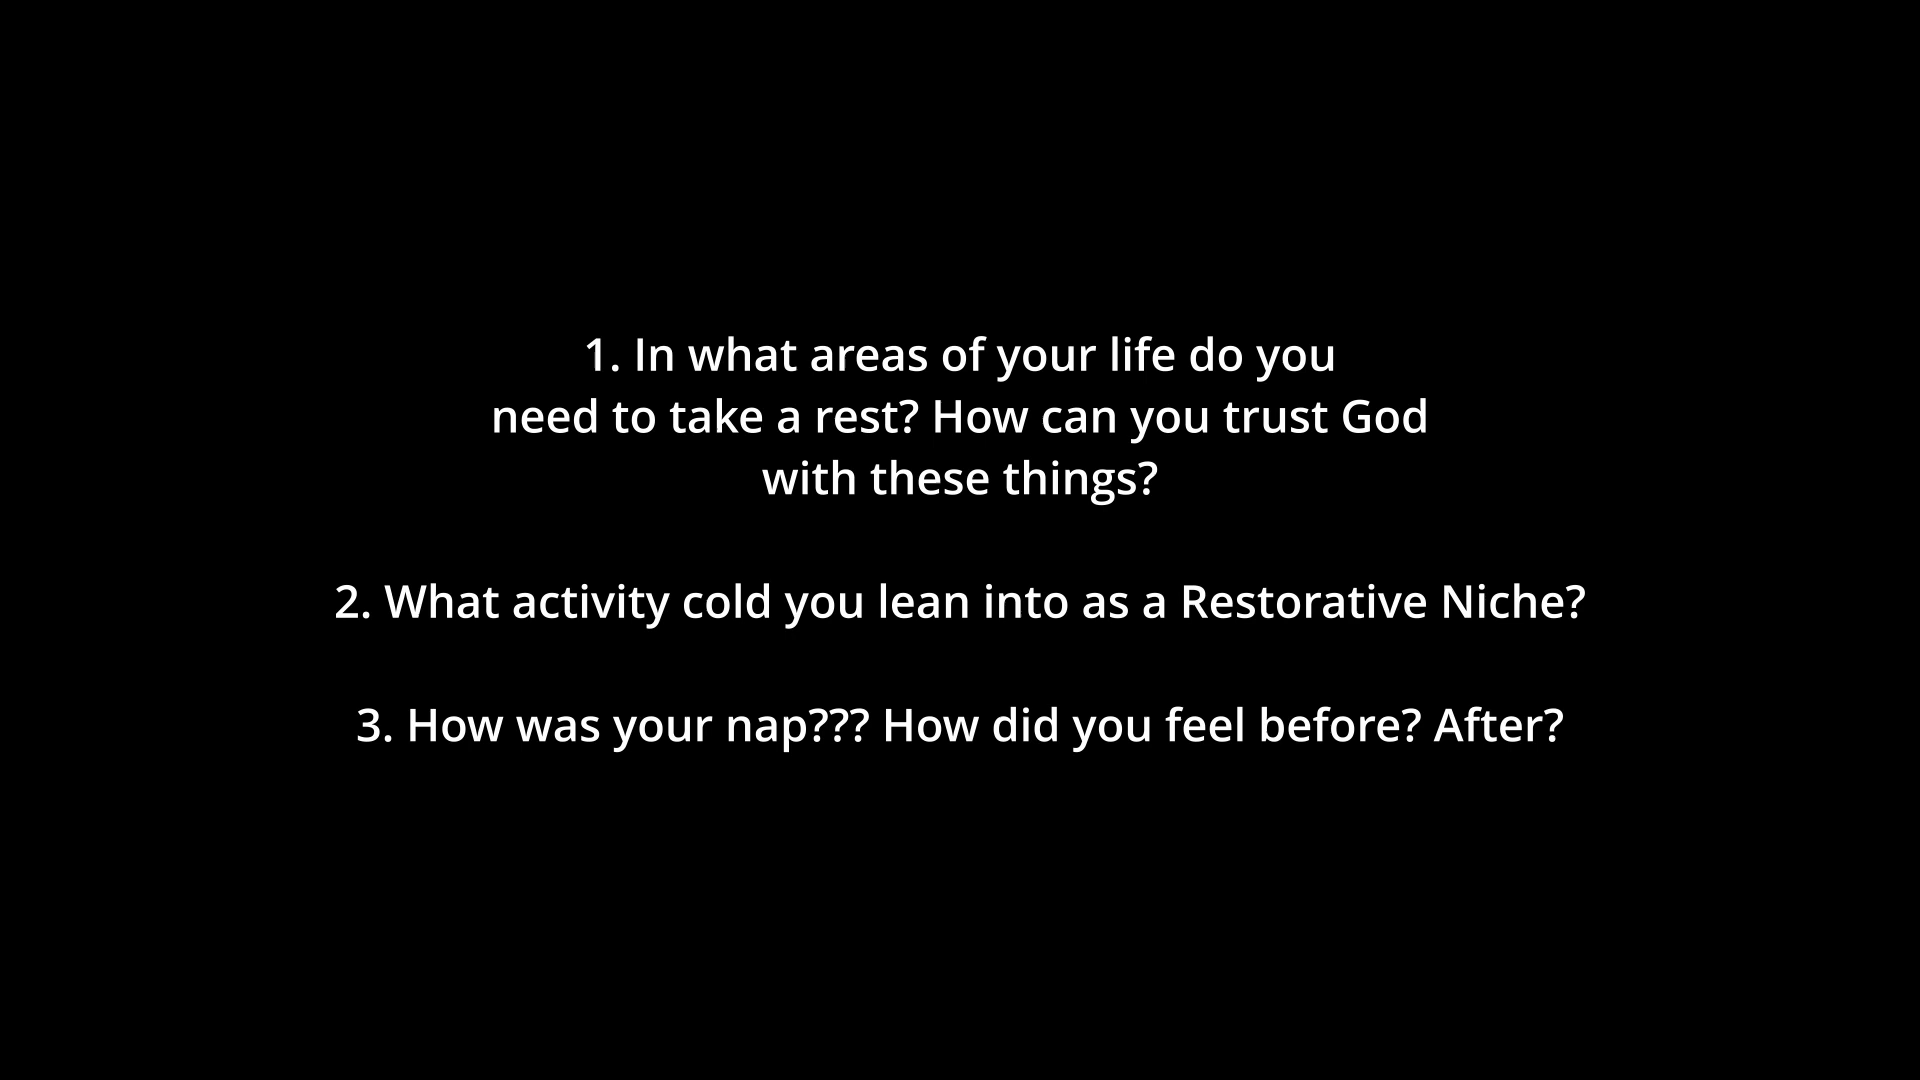 1. In what areas of your life do you
need to take a rest? How can you trust God
with these things?
2. What activity cold you lean into as a Restorative Niche?
3. How was your nap??? How did you feel before? After?